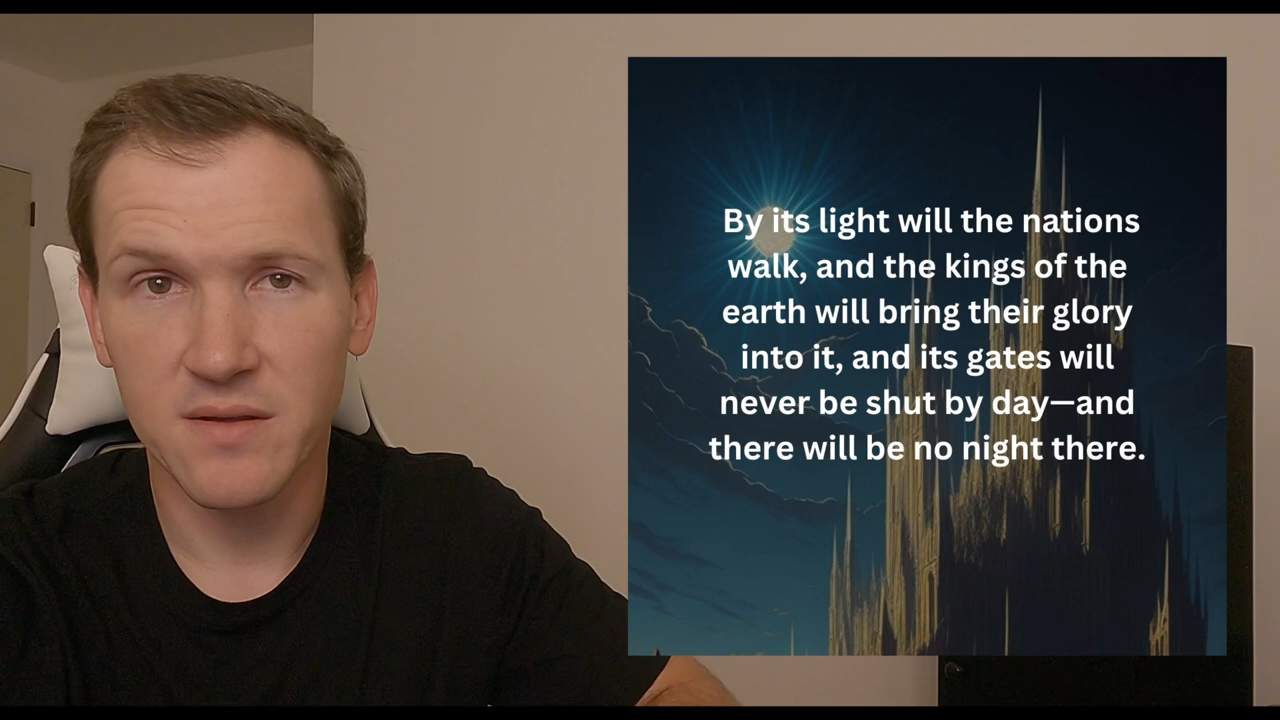 By its light will the nations
walk, and the kings of the
earth will bring their glory
into it, and its gates will
never be shut by day—and
there will be no night there.